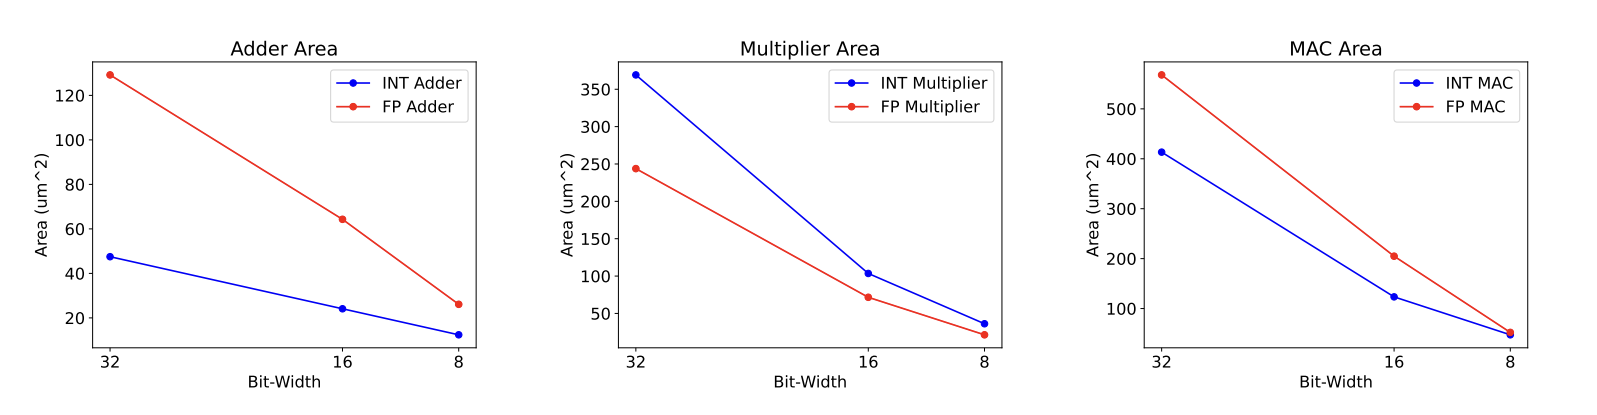 Adder Area
INT Adder
FP Adder
120
100
80
60
40
20
Area (um^2)
32
16
8
Bit-Width
Multiplier Area
INT Multiplier
FP Multiplier
350
300
250
200
150
100
50
Area (um^2)
32
16
8
Bit-Width
MAC Area
INT MAC
FP MAC
500
400
300
200
100
Area (um^2)
32
16
8
Bit-Width